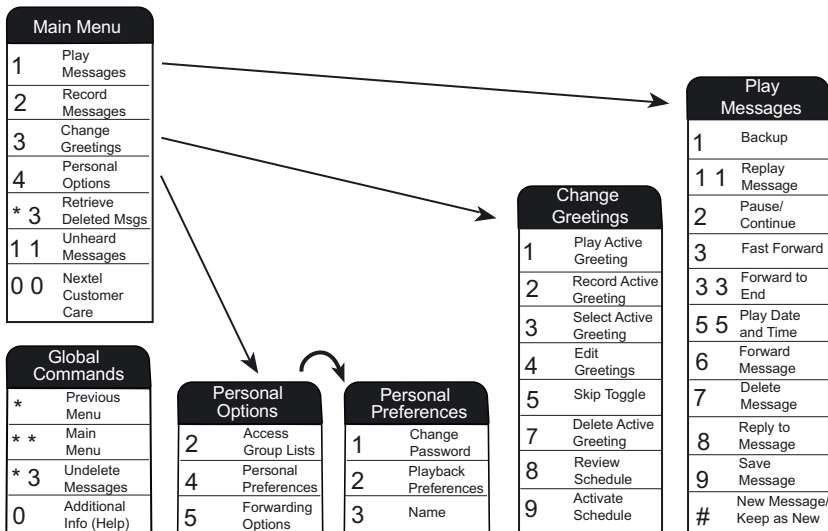 Main Menu
1 Play
Messages
2 Record
Messages
3 Change
Greetings
4 Personal
Options
* 3 Retrieve
Deleted Msgs
1 1 Unheard
Messages
0 0 Nextel
Customer
Care
Global
Commands
* Previous
Menu
* * Main
Menu
* 3 Undelete
Messages
0 Additional
Info (Help)
Personal
Options
2 Access
Group Lists
4 Personal
Preferences
5 Forwarding
Options
Personal
Preferences
1 Change
Password
2 Playback
Preferences
3 Name
Change
Greetings
1 Play Active
Greeting
2 Record Active
Greeting
3 Select Active
Greeting
4 Edit
Greetings
5 Skip Toggle
7 Delete Active
Greeting
8 Review
Schedule
9 Activate
Schedule
Play
Messages
1 Backup
1 1 Replay
Message
2 Pause/
Continue
3 Fast Forward
3 3 Forward to
End
5 5 Play Date
and Time
6 Forward
Message
7 Delete
Message
8 Reply to
Message
9 Save
Message
# New Message/
Keep as New